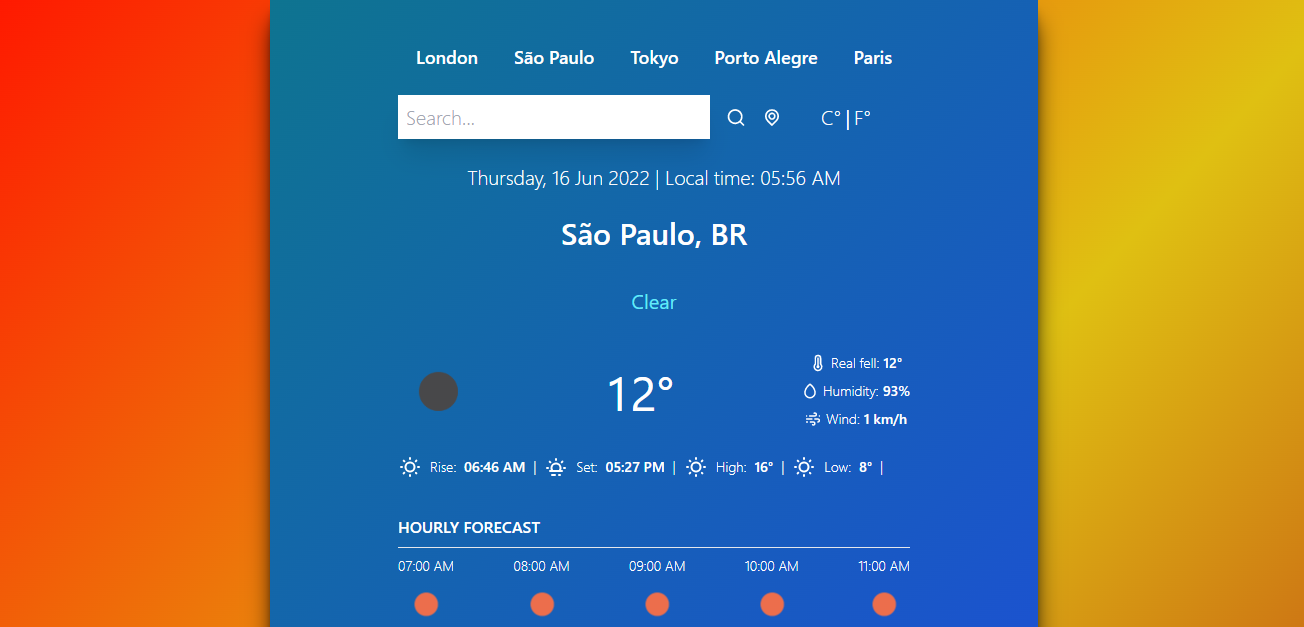 London São Paulo Tokyo Porto Alegre Paris
Search... C° | F°
Thursday, 16 Jun 2022 | Local time: 05:56 AM
São Paulo, BR
Clear
12°
Real fell: 12°
Humidity: 93%
Wind: 1 km/h
Rise: 06:46 AM | Set: 05:27 PM | High: 16° | Low: 8° |
HOURLY FORECAST
07:00 AM 08:00 AM 09:00 AM 10:00 AM 11:00 AM